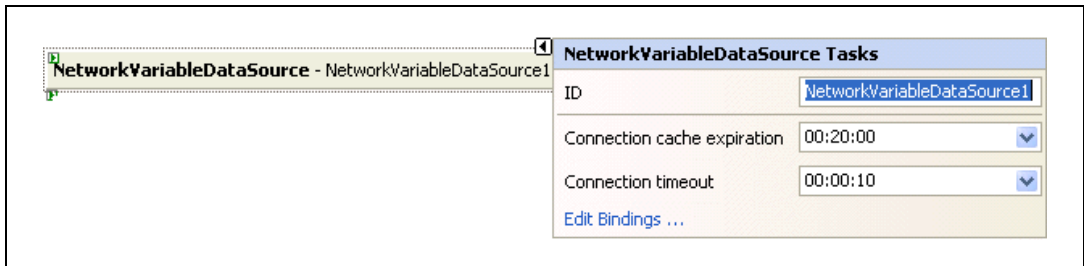 NetworkVariableDataSource - NetworkVariableDataSource1
NetworkVariableDataSource Tasks
ID NetworkVariableDataSource1
Connection cache expiration 00:20:00
Connection timeout 00:00:10
Edit Bindings ...